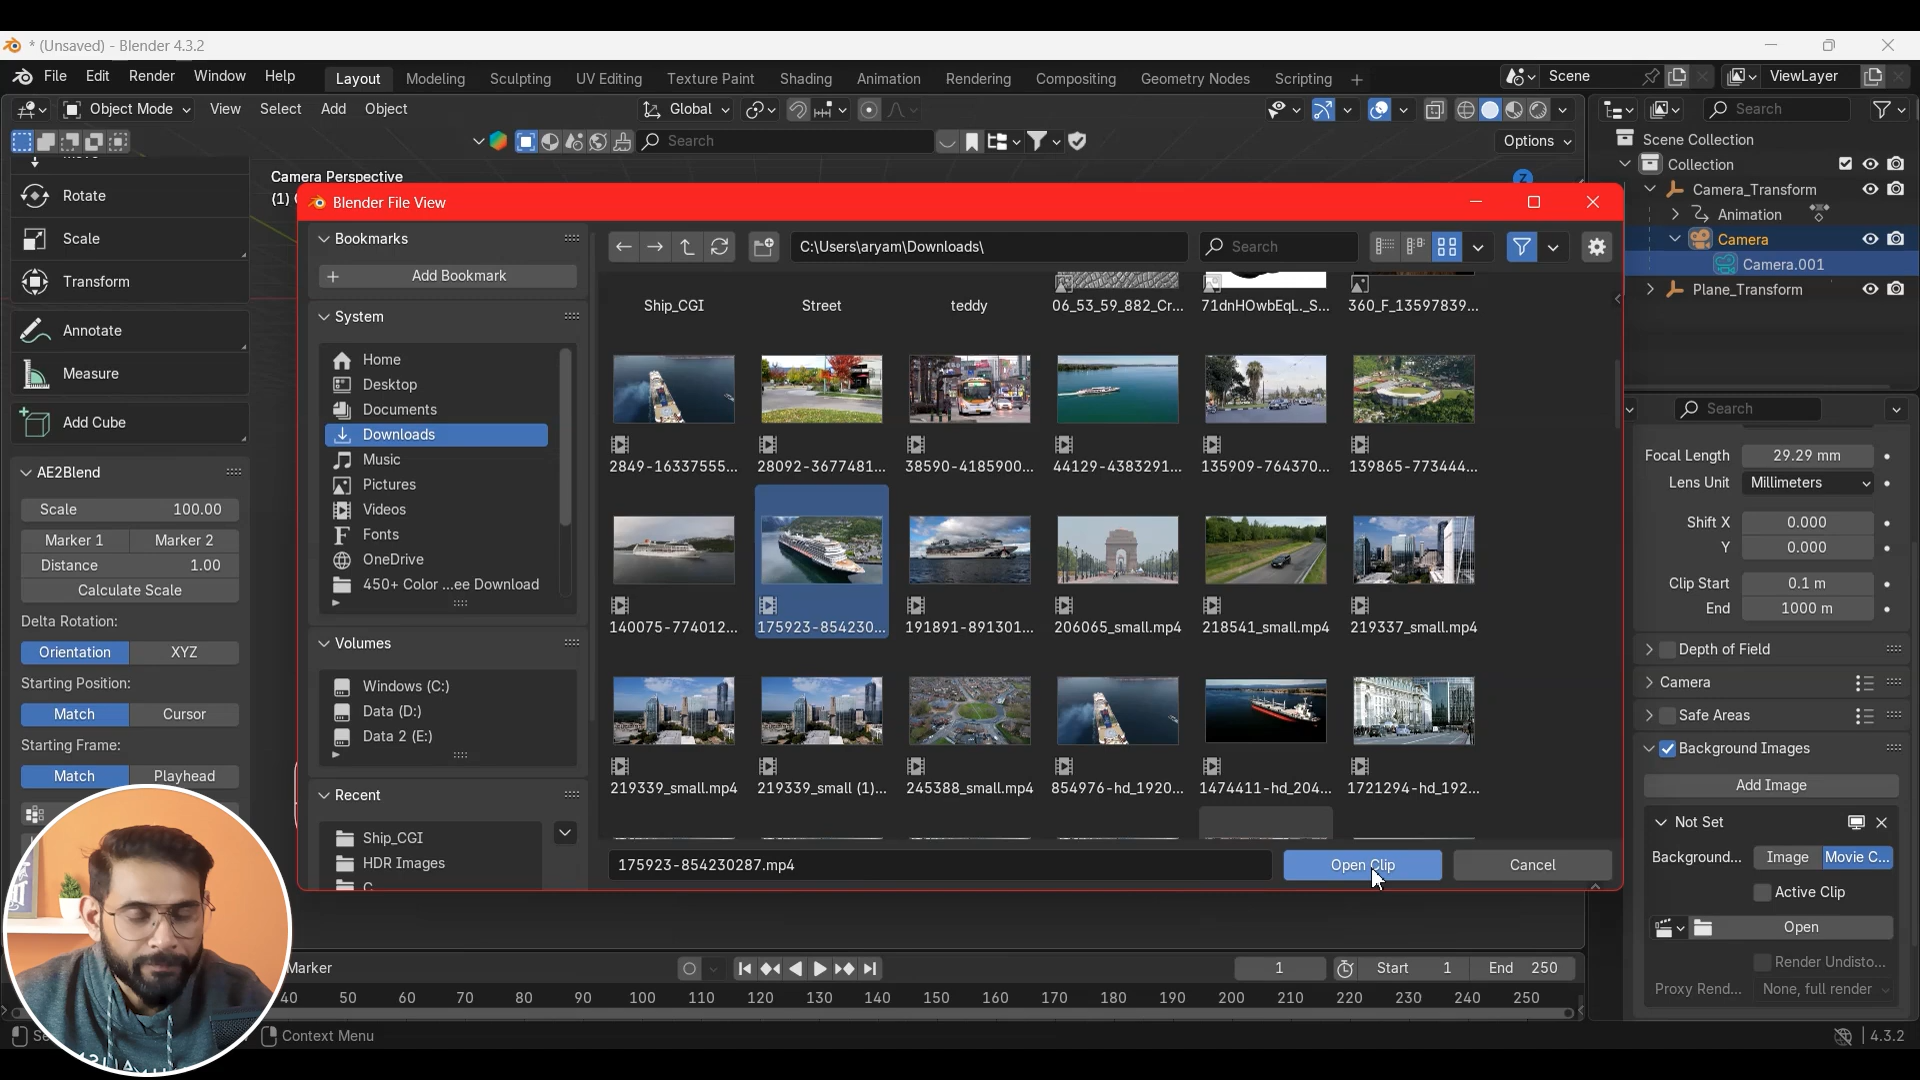 * (Unsaved) - Blender 4.3.2
File Edit Render Window Help
Layout Modeling Sculpting UV Editing Texture Paint Shading Animation Rendering Compositing Geometry Nodes Scripting +
Scene
ViewLayer
Object Mode View Select Add Object
Global
Search
Search
Options
Scene Collection
Collection
Camera_Transform
Animation
Camera
Camera.001
Plane_Transform
Rotate
Scale
Transform
Annotate
Measure
Add Cube
AE2Blend
Scale 100.00
Marker 1 Marker 2
Distance 1.00
Calculate Scale
Delta Rotation:
Orientation XYZ
Starting Position:
Match Cursor
Starting Frame:
Match Playhead
Camera Perspective
(1)
Blender File View
Bookmarks
Add Bookmark
System
Home
Desktop
Documents
Downloads
Music
Pictures
Videos
Fonts
OneDrive
450+ Color ...ee Download
Volumes
Windows (C:)
Data (D:)
Data 2 (E:)
Recent
Ship_CGI
HDR Images
C:\Users\aryam\Downloads\
Search
Ship_CGI Street teddy 06_53_59_882_Cr... 71dnHOwbEqL._S... 360_F_13597839...
2849-16337555... 28092-3677481... 38590-4185900... 44129-4383291... 135909-764370... 139865-773444...
140075-774012... 175923-854230... 191891-891301... 206065_small.mp4 218541_small.mp4 219337_small.mp4
219339_small.mp4 219339_small (1)... 245388_small.mp4 854976-hd_1920... 1474411-hd_204... 1721294-hd_192...
175923-854230287.mp4
Open Clip
Cancel
Search
Focal Length 29.29 mm
Lens Unit Millimeters
Shift X 0.000
Y 0.000
Clip Start 0.1 m
End 1000 m
Depth of Field
Camera
Safe Areas
Background Images
Add Image
Not Set
Background... Image Movie C...
Active Clip
Open
Render Undisto...
Proxy Rend... None, full render
Marker
1
Start 1
End 250
40 50 60 70 80 90 100 110 120 130 140 150 160 170 180 190 200 210 220 230 240 250
Context Menu
4.3.2